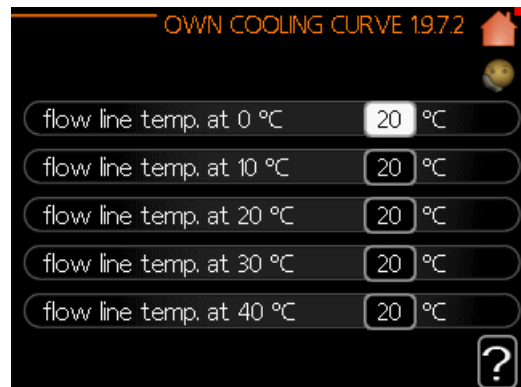 OWN COOLING CURVE 1.9.7.2
flow line temp. at 0 °C 20 °C
flow line temp. at 10 °C 20 °C
flow line temp. at 20 °C 20 °C
flow line temp. at 30 °C 20 °C
flow line temp. at 40 °C 20 °C
?